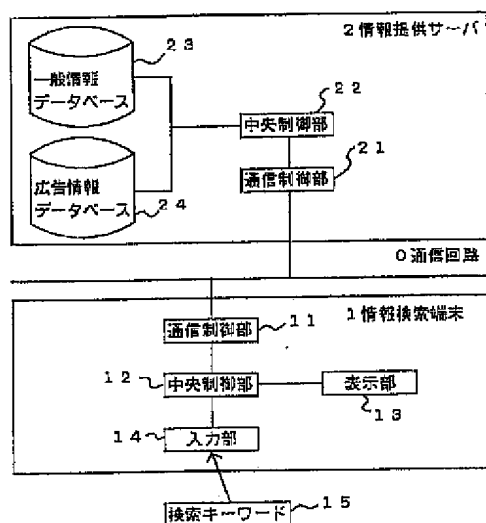 2情報提供サーバ
23
一般情報
データベース
22
中央制御部
21
通信制御部
広告情報
データベース
24
0通信回路
1情報検索端末
通信制御部
11
12
中央制御部
表示部
13
14
入力部
検索キーワード
15